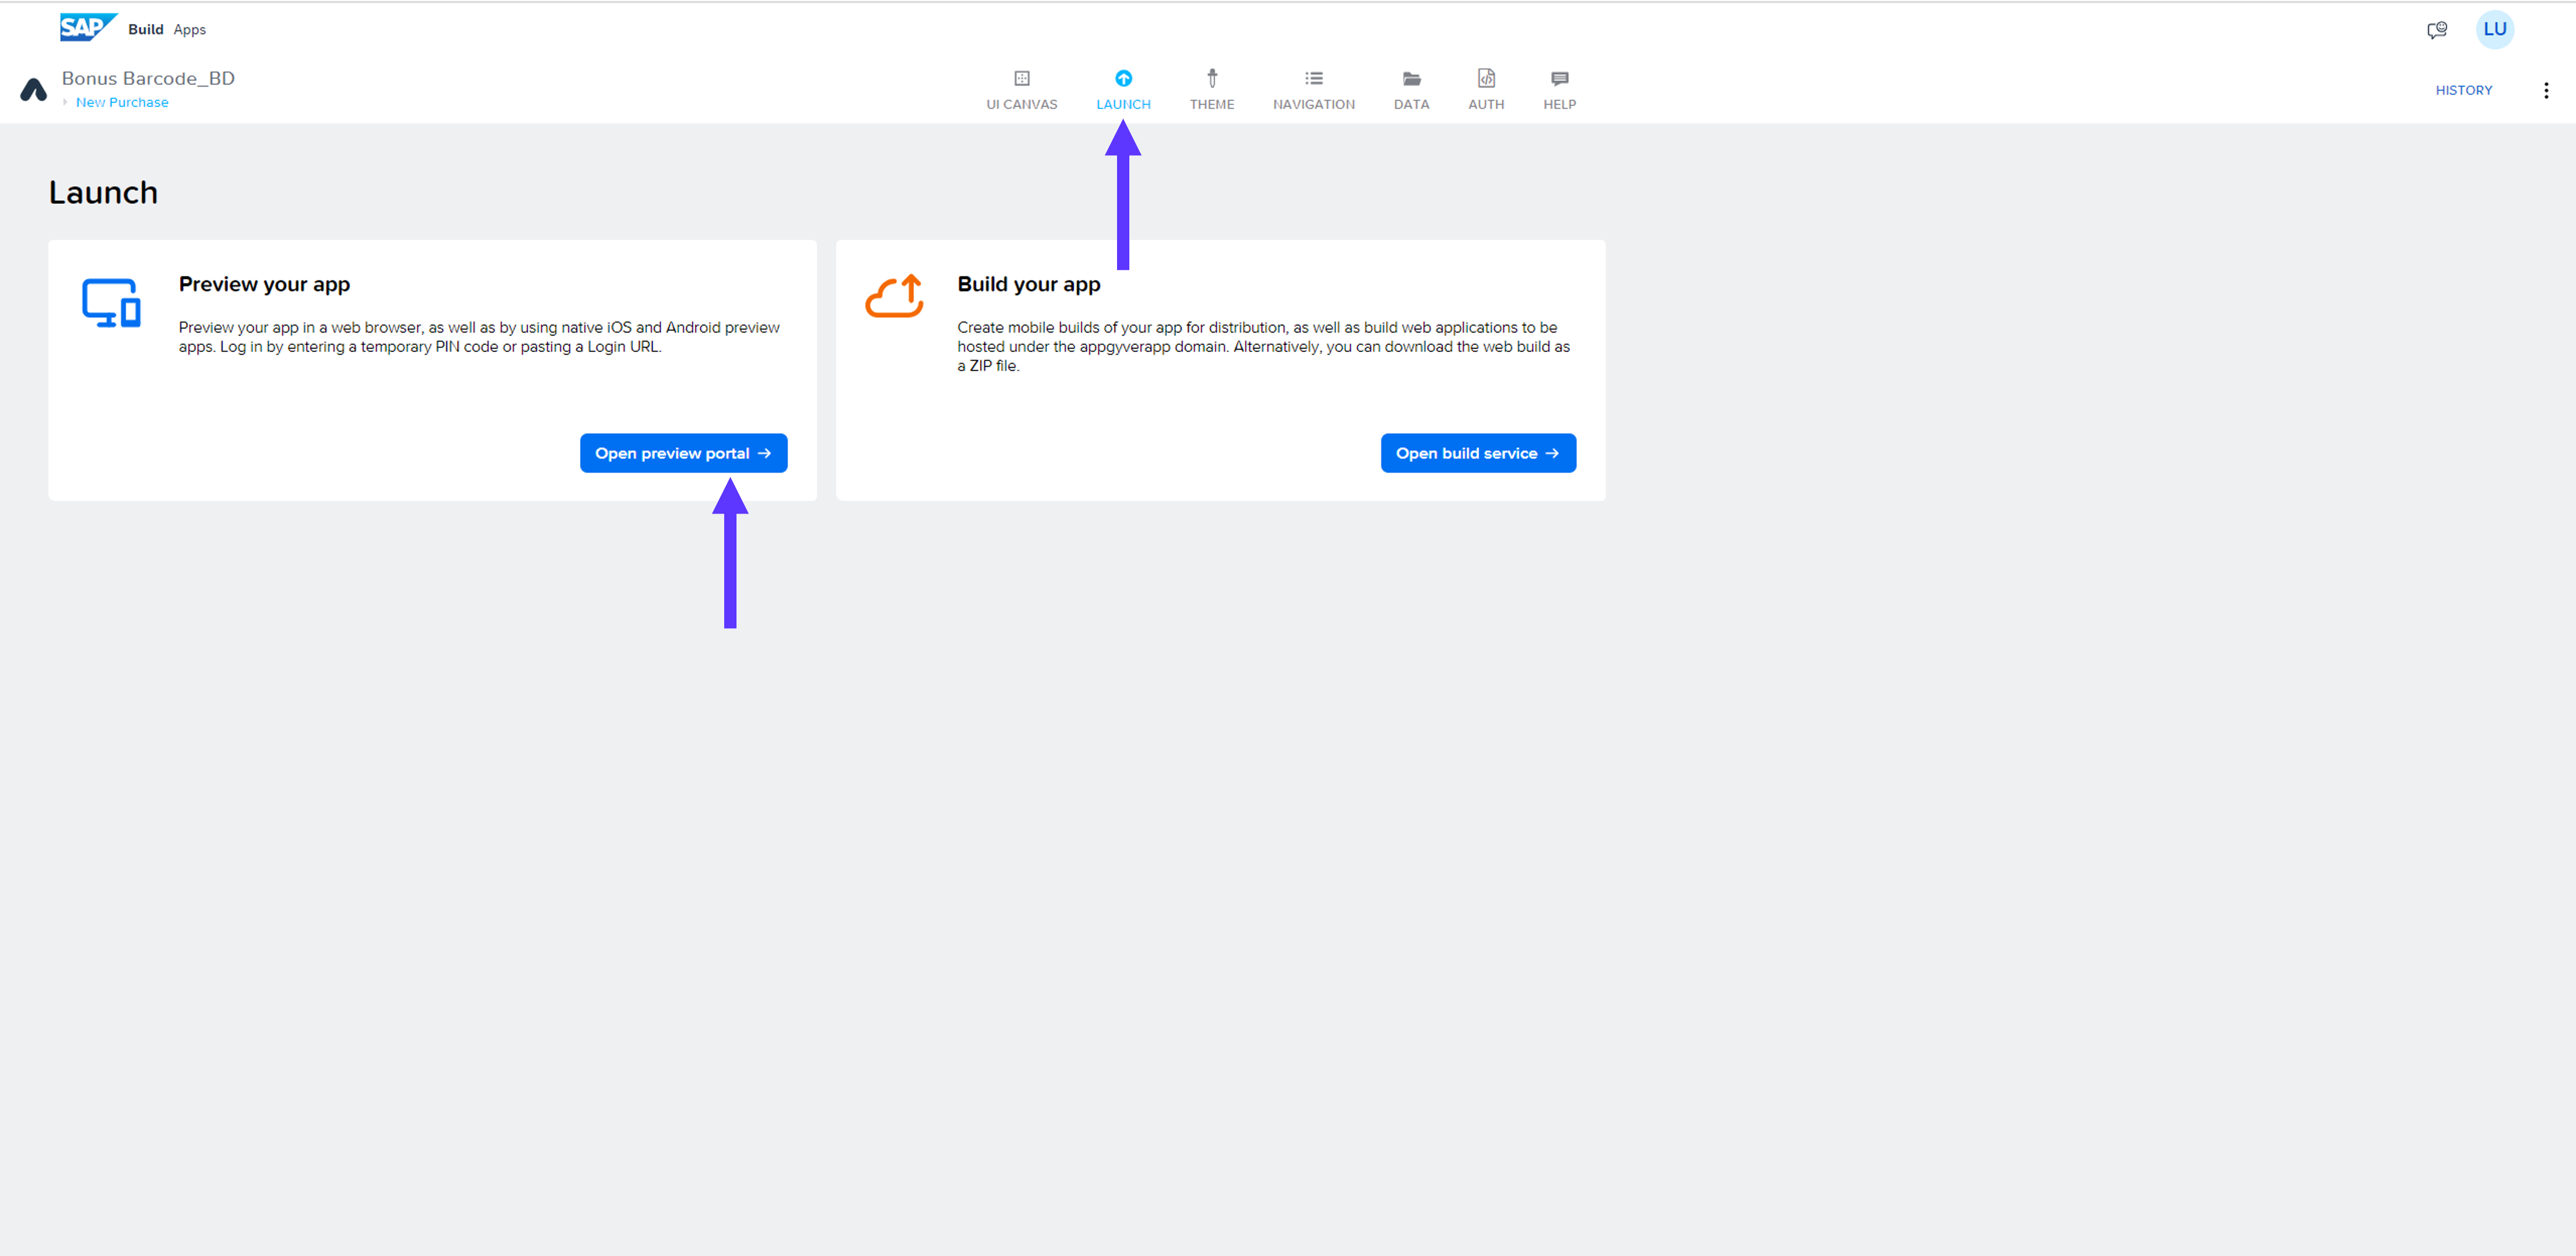 SAP Build Apps
LU
Bonus Barcode_BD
New Purchase
UI CANVAS
LAUNCH
THEME
NAVIGATION
DATA
AUTH
HELP
HISTORY
Launch
Preview your app
Preview your app in a web browser, as well as by using native iOS and Android preview
apps. Log in by entering a temporary PIN code or pasting a Login URL.
Open preview portal
Build your app
Create mobile builds of your app for distribution, as well as build web applications to be
hosted under the appgyverapp domain. Alternatively, you can download the web build as
a ZIP file.
Open build service